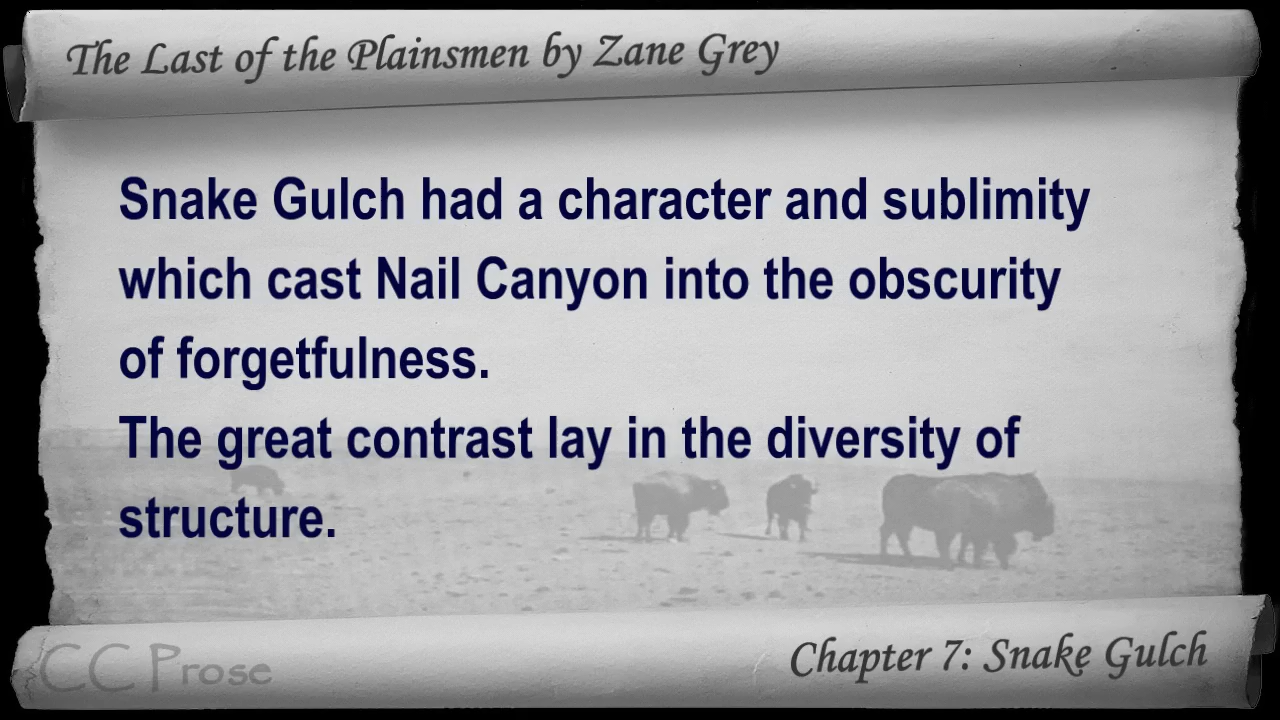 The Last of the Plainsmen by Zane Grey
Snake Gulch had a character and sublimity
which cast Nail Canyon into the obscurity
of forgetfulness.
The great contrast lay in the diversity of
structure.
CC Prose
Chapter 7: Snake Gulch